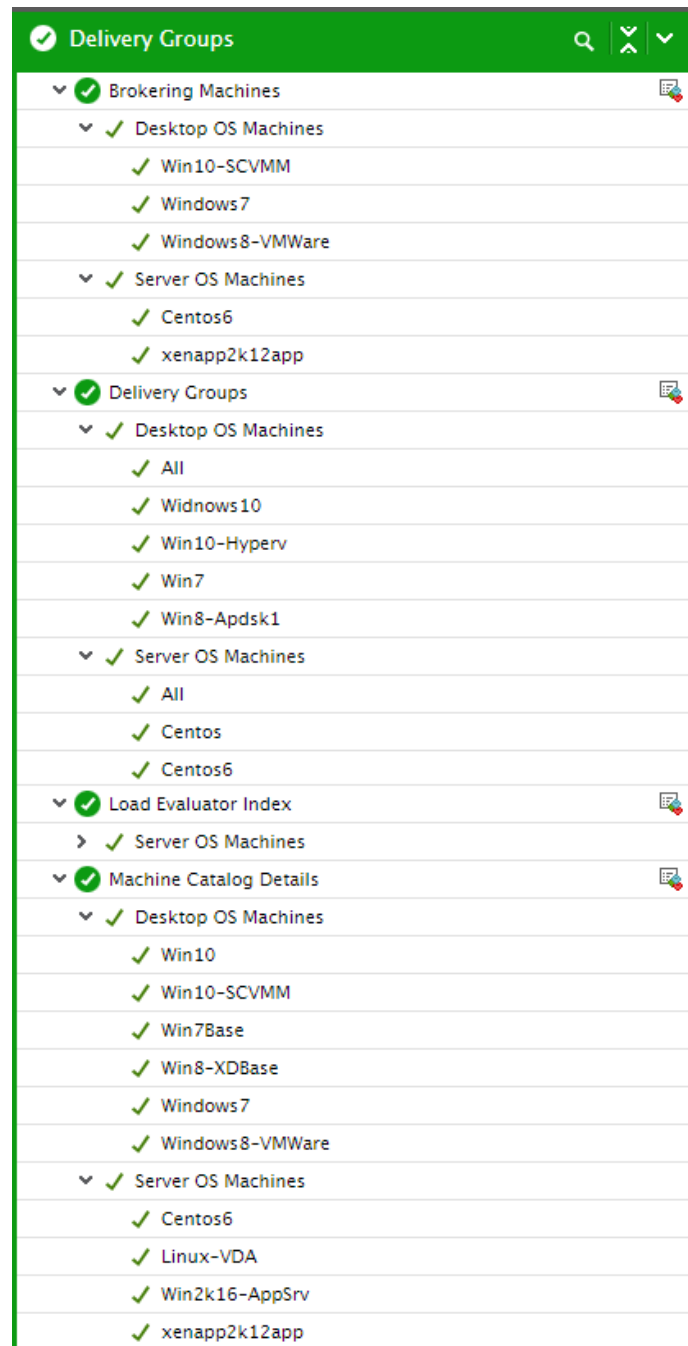 Delivery Groups
Brokering Machines
Desktop OS Machines
Win10-SCVMM
Windows7
Windows8-VMWare
Server OS Machines
Centos6
xenapp2k12app
Delivery Groups
Desktop OS Machines
All
Widnows10
Win10-Hyperv
Win7
Win8-Apdsk1
Server OS Machines
All
Centos
Centos6
Load Evaluator Index
Server OS Machines
Machine Catalog Details
Desktop OS Machines
Win10
Win10-SCVMM
Win7Base
Win8-XDBase
Windows7
Windows8-VMWare
Server OS Machines
Centos6
Linux-VDA
Win2k16-AppSrv
xenapp2k12app